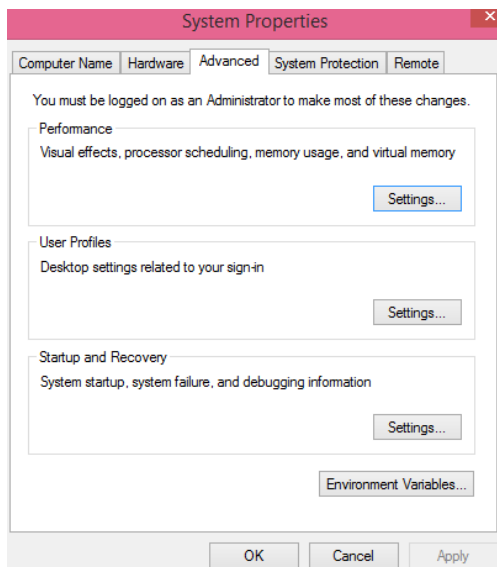 System Properties
Computer Name Hardware Advanced System Protection Remote
You must be logged on as an Administrator to make most of these changes.
Performance
Visual effects, processor scheduling, memory usage, and virtual memory
Settings...
User Profiles
Desktop settings related to your sign-in
Settings...
Startup and Recovery
System startup, system failure, and debugging information
Settings...
Environment Variables...
OK Cancel Apply